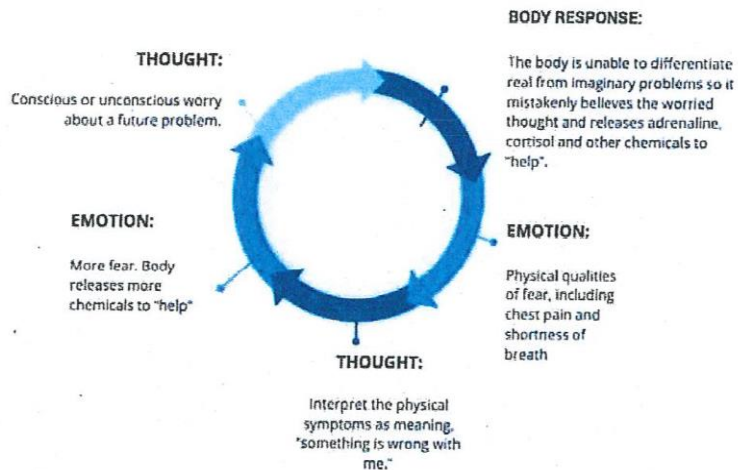 THOUGHT:
Conscious or unconscious worry
about a future problem.
BODY RESPONSE:
The body is unable to differentiate
real from imaginary problems so it
mistakenly believes the worried
thought and releases adrenaline,
cortisol and other chemicals to
"help".
EMOTION:
Physical qualities
of fear, including
chest pain and
shortness of
breath
THOUGHT:
Interpret the physical
symptoms as meaning,
"something is wrong with
me."
EMOTION:
More fear. Body
releases more
chemicals to "help"